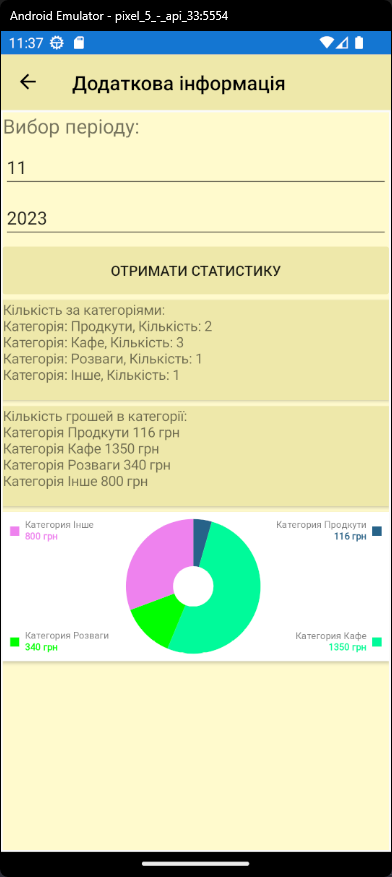 Android Emulator - pixel_5_-_api_33:5554
11:37
Додаткова інформація
Вибор періоду:
11
2023
ОТРИМАТИ СТАТИСТИКУ
Кількість за категоріями:
Категорія: Продкути, Кількість: 2
Категорія: Кафе, Кількість: 3
Категорія: Розваги, Кількість: 1
Категорія: Інше, Кількість: 1
Кількість грошей в категорії:
Категорія Продкути 116 грн
Категорія Кафе 1350 грн
Категорія Розваги 340 грн
Категорія Інше 800 грн
Категория Інше
800 грн
Категория Продкути
116 грн
Категория Розваги
340 грн
Категория Кафе
1350 грн